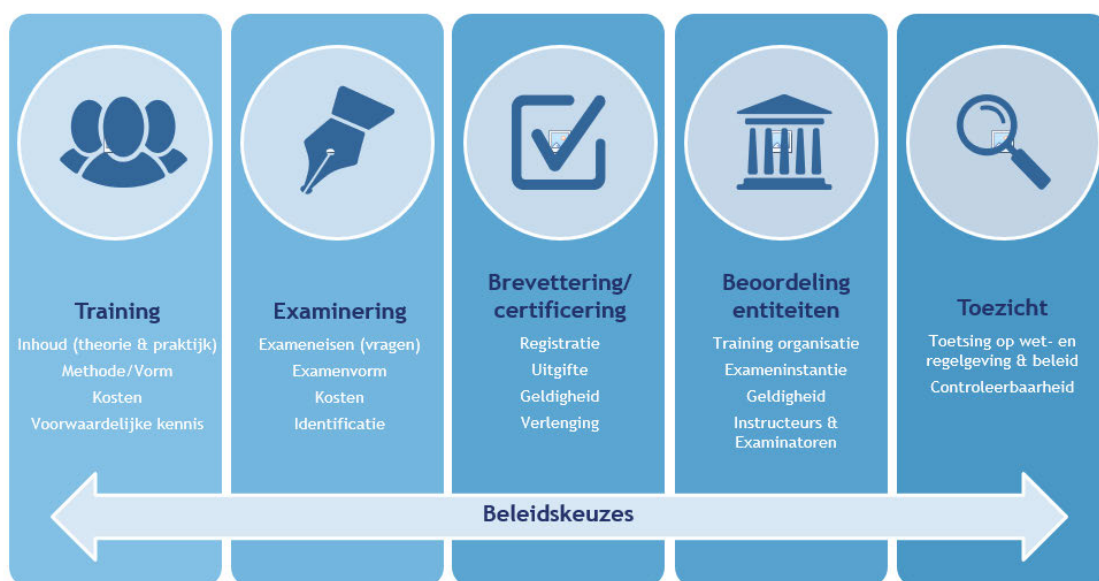 Training
Inhoud (theorie & praktijk)
Methode/Vorm
Kosten
Voorwaardelijke kennis
Examinering
Exameneisen (vragen)
Examenvorm
Kosten
Identificatie
Brevettering/
certificering
Registratie
Uitgifte
Geldigheid
Verlenging
Beoordeling
entiteiten
Training organisatie
Exameninstantie
Geldigheid
Instructeurs &
Examinatoren
Toezicht
Toetsing op wet- en
regelgeving & beleid
Controleerbaarheid
Beleidskeuzes